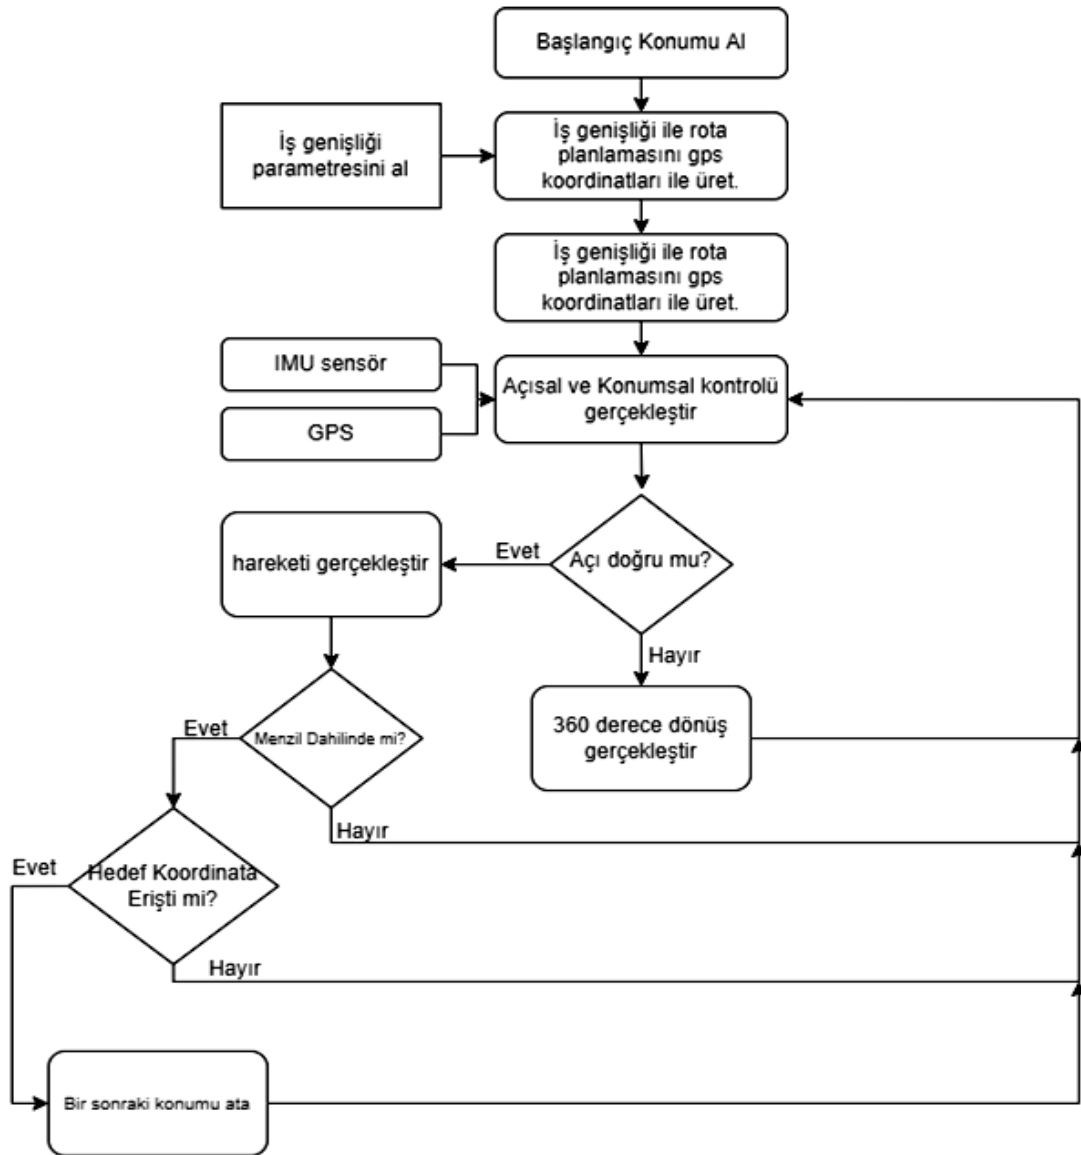 Başlangıç Konumu Al
İş genişliği
parametresini al
İş genişliği ile rota
planlamasını gps
koordinatları ile üret.
İş genişliği ile rota
planlamasını gps
koordinatları ile üret.
IMU sensör
GPS
Açısal ve Konumsal kontrolü
gerçekleştir
Açı doğru mu?
Evet
hareketi gerçekleştir
Hayır
360 derece dönüş
gerçekleştir
Menzil Dahilinde mi?
Evet
Hayır
Hedef Koordinata
Erişti mi?
Evet
Hayır
Bir sonraki konumu ata